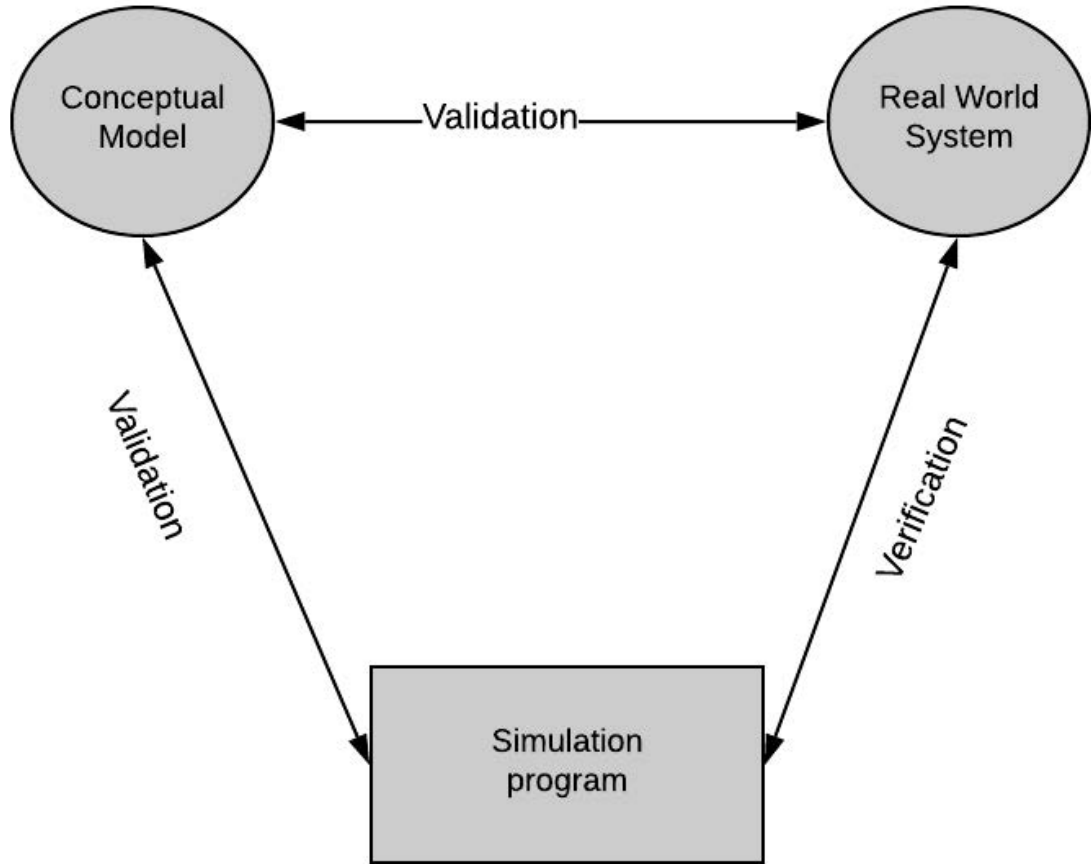 Conceptual
Model
Validation
Real World
System
Validation
Verification
Simulation
program